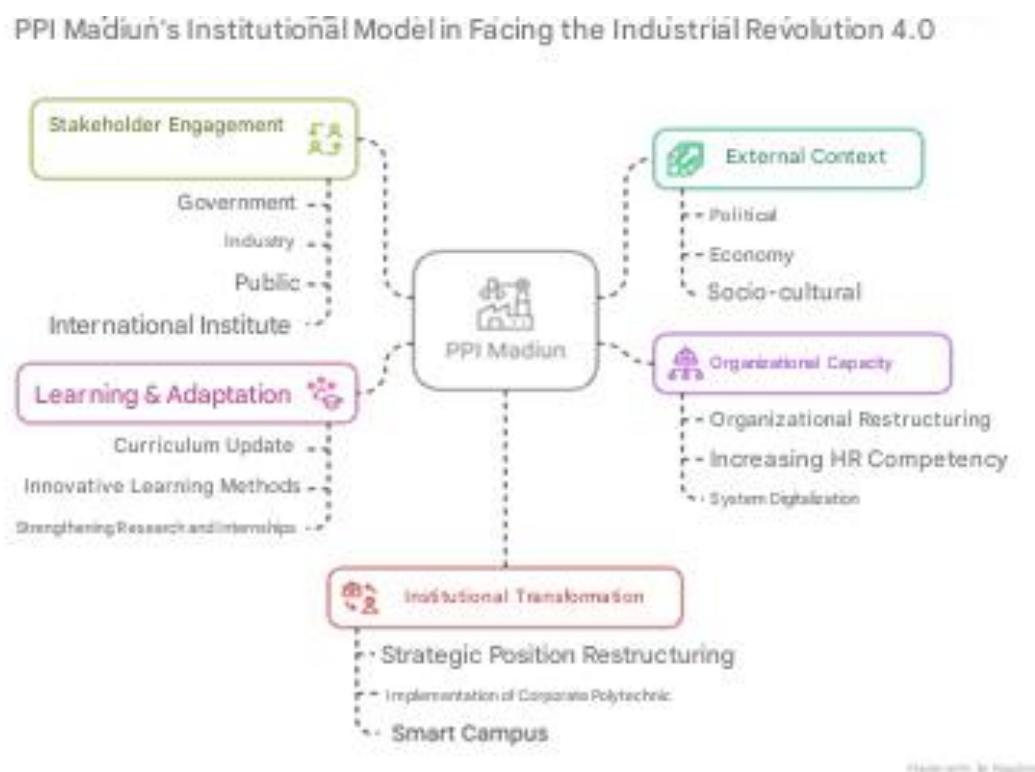 PPI Madiun's Institutional Model in Facing the Industrial Revolution 4.0
Stakeholder Engagement
Government
Industry
Public
International Institute
Learning & Adaptation
Curriculum Update
Innovative Learning Methods
Strengthening Research and Internships
PPI Madiun
External Context
Political
Economy
Socio-cultural
Organizational Capacity
Organizational Restructuring
Increasing HR Competency
System Digitalization
Institutional Transformation
Strategic Position Restructuring
Implementation of Corporate Polytechnic
Smart Campus
Made with